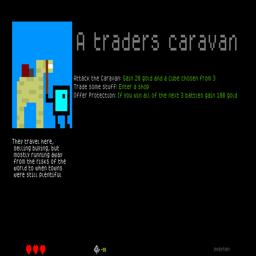 A traders caravan
Attack the Caravan: Gain 20 gold and a cube chosen from 3
Trade some stuff: Enter a shop
Offer Protection: If you win all of the next 3 battles gain 100 gold
They travel here,
selling buying, but
mostly running away
from the risks of the
world to when towns
were still plentiful.